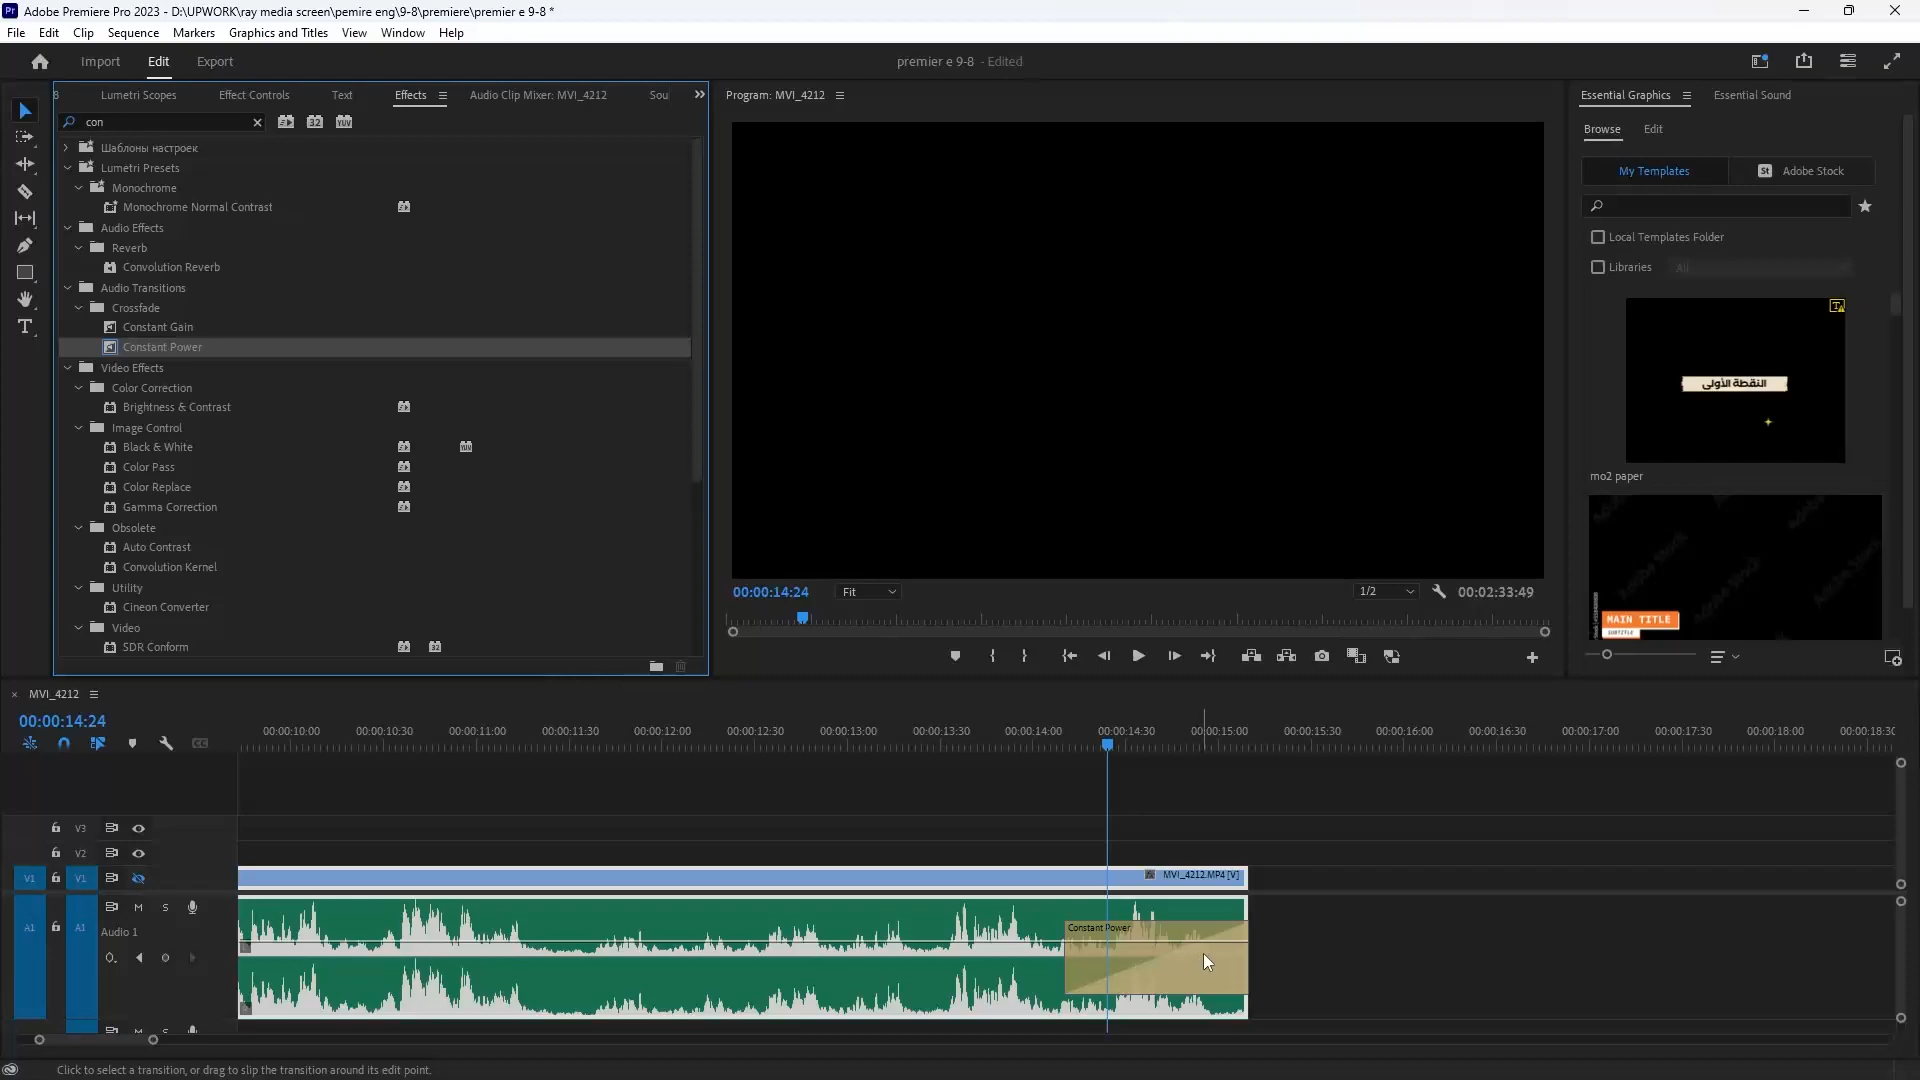 Adobe Premiere Pro 2023 - D:\UPWORK\ray media screen\pemire eng\9-8\premiere\premier e 9-8 *
File Edit Clip Sequence Markers Graphics and Titles View Window Help
Import Edit Export premier e 9-8 - Edited
Lumetri Scopes Effect Controls Text Effects Audio Clip Mixer: MVI_4212 Sou
con
Шаблоны настроек
Lumetri Presets
Monochrome
Monochrome Normal Contrast
Audio Effects
Reverb
Convolution Reverb
Audio Transitions
Crossfade
Constant Gain
Constant Power
Video Effects
Color Correction
Brightness & Contrast
Image Control
Black & White
Color Pass
Color Replace
Gamma Correction
Obsolete
Auto Contrast
Convolution Kernel
Utility
Cineon Converter
Video
SDR Conform
Program: MVI_4212
00:00:14:24 Fit 1/2 00:02:33:49
Essential Graphics Essential Sound
Browse Edit
My Templates St Adobe Stock
Local Templates Folder
Libraries All
النقطة الأولى
mo2 paper
MAIN TITLE
SUBTITLE
MVI_4212
00:00:14:24
00:00:10:00 00:00:10:30 00:00:11:00 00:00:11:30 00:00:12:00 00:00:12:30 00:00:13:00 00:00:13:30 00:00:14:00 00:00:14:30 00:00:15:00 00:00:15:30 00:00:16:00 00:00:16:30 00:00:17:00 00:00:17:30 00:00:18:00 00:00:18:30
V3
V2
V1 V1 MVI_4212.MP4 [V]
M S
A1 A1 Audio 1
Constant Power
M S
Click to select a transition, or drag to slip the transition around its edit point.